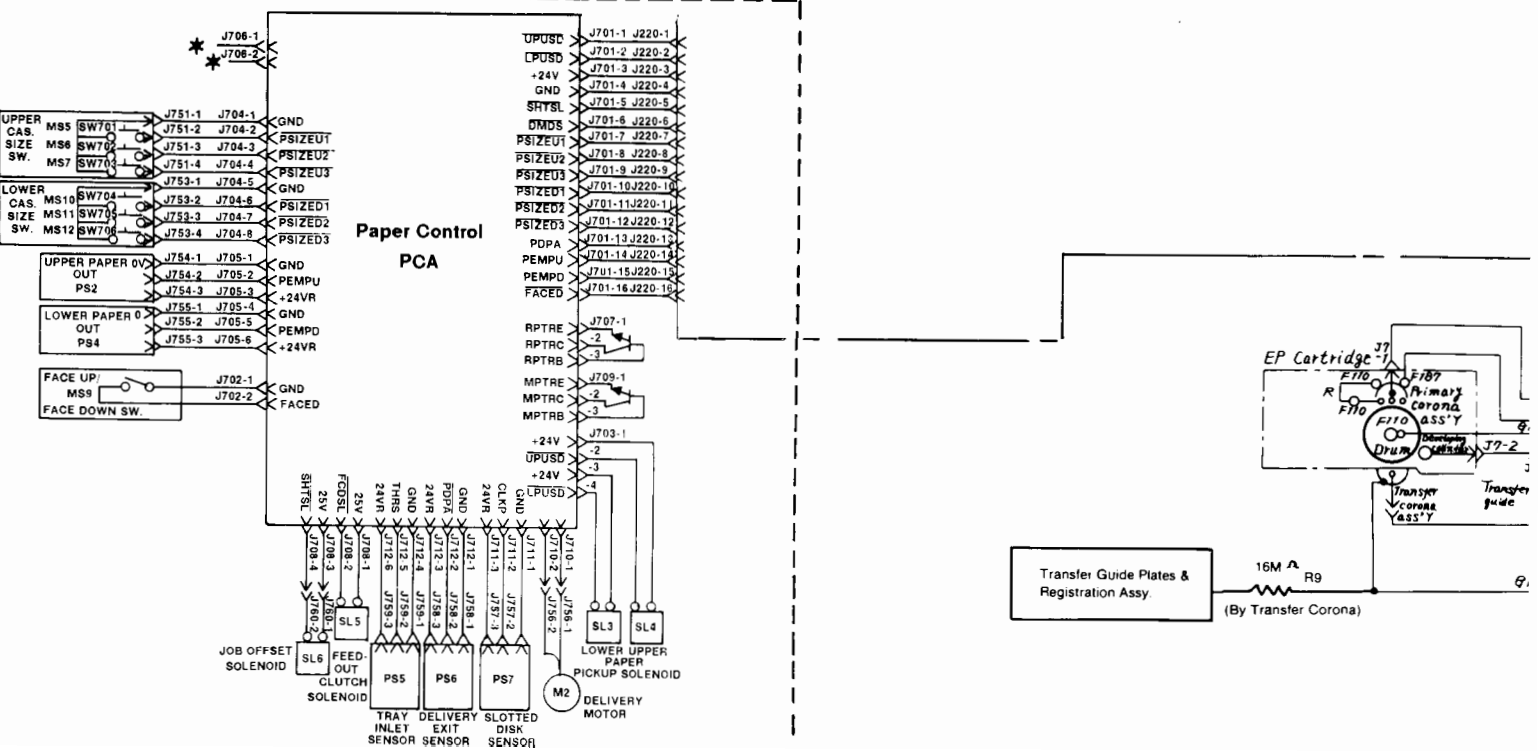 J706-1
J706-2
UPPER CAS. SIZE SW.
MS5 SW701
MS6 SW702
MS7 SW703
J751-1 J704-1 GND
J751-2 J704-2 PSIZEU1
J751-3 J704-3 PSIZEU2
J751-4 J704-4 PSIZEU3
LOWER CAS. SIZE SW.
MS10 SW704
MS11 SW705
MS12 SW706
J753-1 J704-5 GND
J753-2 J704-6 PSIZED1
J753-3 J704-7 PSIZED2
J753-4 J704-8 PSIZED3
UPPER PAPER 0V
OUT
PS2
J754-1 J705-1 GND
J754-2 J705-2 PEMPU
J754-3 J705-3 +24VR
LOWER PAPER 0
OUT
PS4
J755-1 J705-4 GND
J755-2 J705-5 PEMPD
J755-3 J705-6 +24VR
FACE UP/
MS9
FACE DOWN SW.
J702-1 GND
J702-2 FACED
Paper Control
PCA
UPUSD J701-1 J220-1
LPUSD J701-2 J220-2
+24V J701-3 J220-3
GND J701-4 J220-4
SHTSL J701-5 J220-5
DMDS J701-6 J220-6
PSIZEU1 J701-7 J220-7
PSIZEU2 J701-8 J220-8
PSIZEU3 J701-9 J220-9
PSIZED1 J701-10 J220-10
PSIZED2 J701-11 J220-11
PSIZED3 J701-12 J220-12
PDPA J701-13 J220-13
PEMPU J701-14 J220-14
PEMPD J701-15 J220-15
FACED J701-16 J220-16
RPTRE J707-1
RPTRC -2
RPTRB -3
MPTRE J709-1
MPTRC -2
MPTRB -3
+24V J703-1
UPUSD -2
+24V -3
LPUSD -4
SHTSL 25V FCDSL 25V 24VR THRS GND 24VR PDPA GND 24VR CLKP GND
J708-4 J708-3 J708-2 J708-1 J712-6 J712-5 J712-4 J712-3 J712-2 J712-1 J711-3 J711-2 J711-1 J710-2 J710-1
J760-2 J760-1 J759-3 J759-2 J759-1 J758-3 J758-2 J758-1 J757-3 J757-2 J756-2 J756-1
SL5
SL3
SL4
JOB OFFSET
SOLENOID
SL6
FEED-
OUT
CLUTCH
SOLENOID
PS5
PS6
PS7
M2
LOWER UPPER
PAPER
PICKUP SOLENOID
DELIVERY
MOTOR
TRAY
INLET
SENSOR
DELIVERY
EXIT
SENSOR
SLOTTED
DISK
SENSOR
EP Cartridge
J7
-1
F110
F187
R
F110
Primary
corona
ass'Y
F110
Drum
J7-2
Transfer
corona
ass'Y
guide
Transfer Guide Plates &
Registration Assy.
16M Ω
R9
(By Transfer Corona)